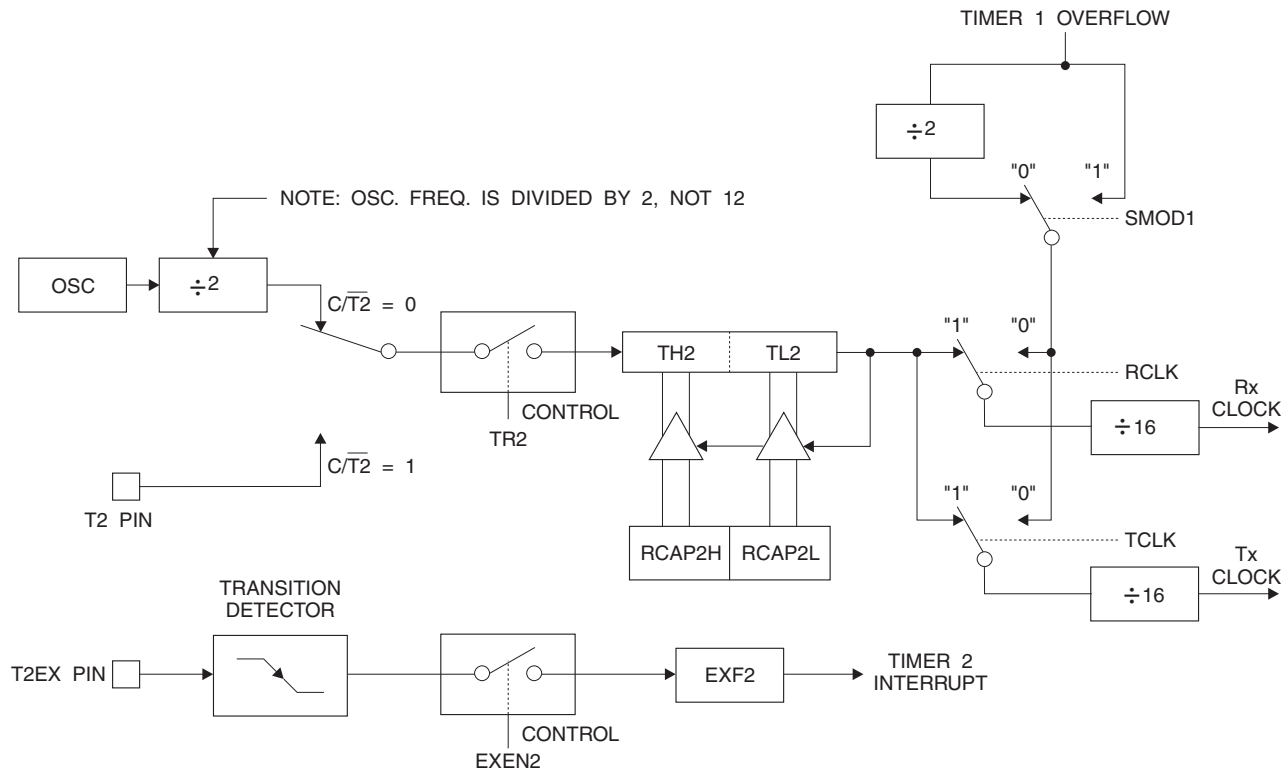 TIMER 1 OVERFLOW
÷2
"0" "1"
NOTE: OSC. FREQ. IS DIVIDED BY 2, NOT 12
SMOD1
OSC
÷2
C/T̅2̅ = 0
"1" "0"
TH2 TL2
RCLK
Rx
CLOCK
CONTROL
TR2
÷16
C/T̅2̅ = 1
T2 PIN
"1" "0"
RCAP2H RCAP2L
TCLK
Tx
CLOCK
÷16
TRANSITION
DETECTOR
T2EX PIN
EXF2
TIMER 2
INTERRUPT
CONTROL
EXEN2